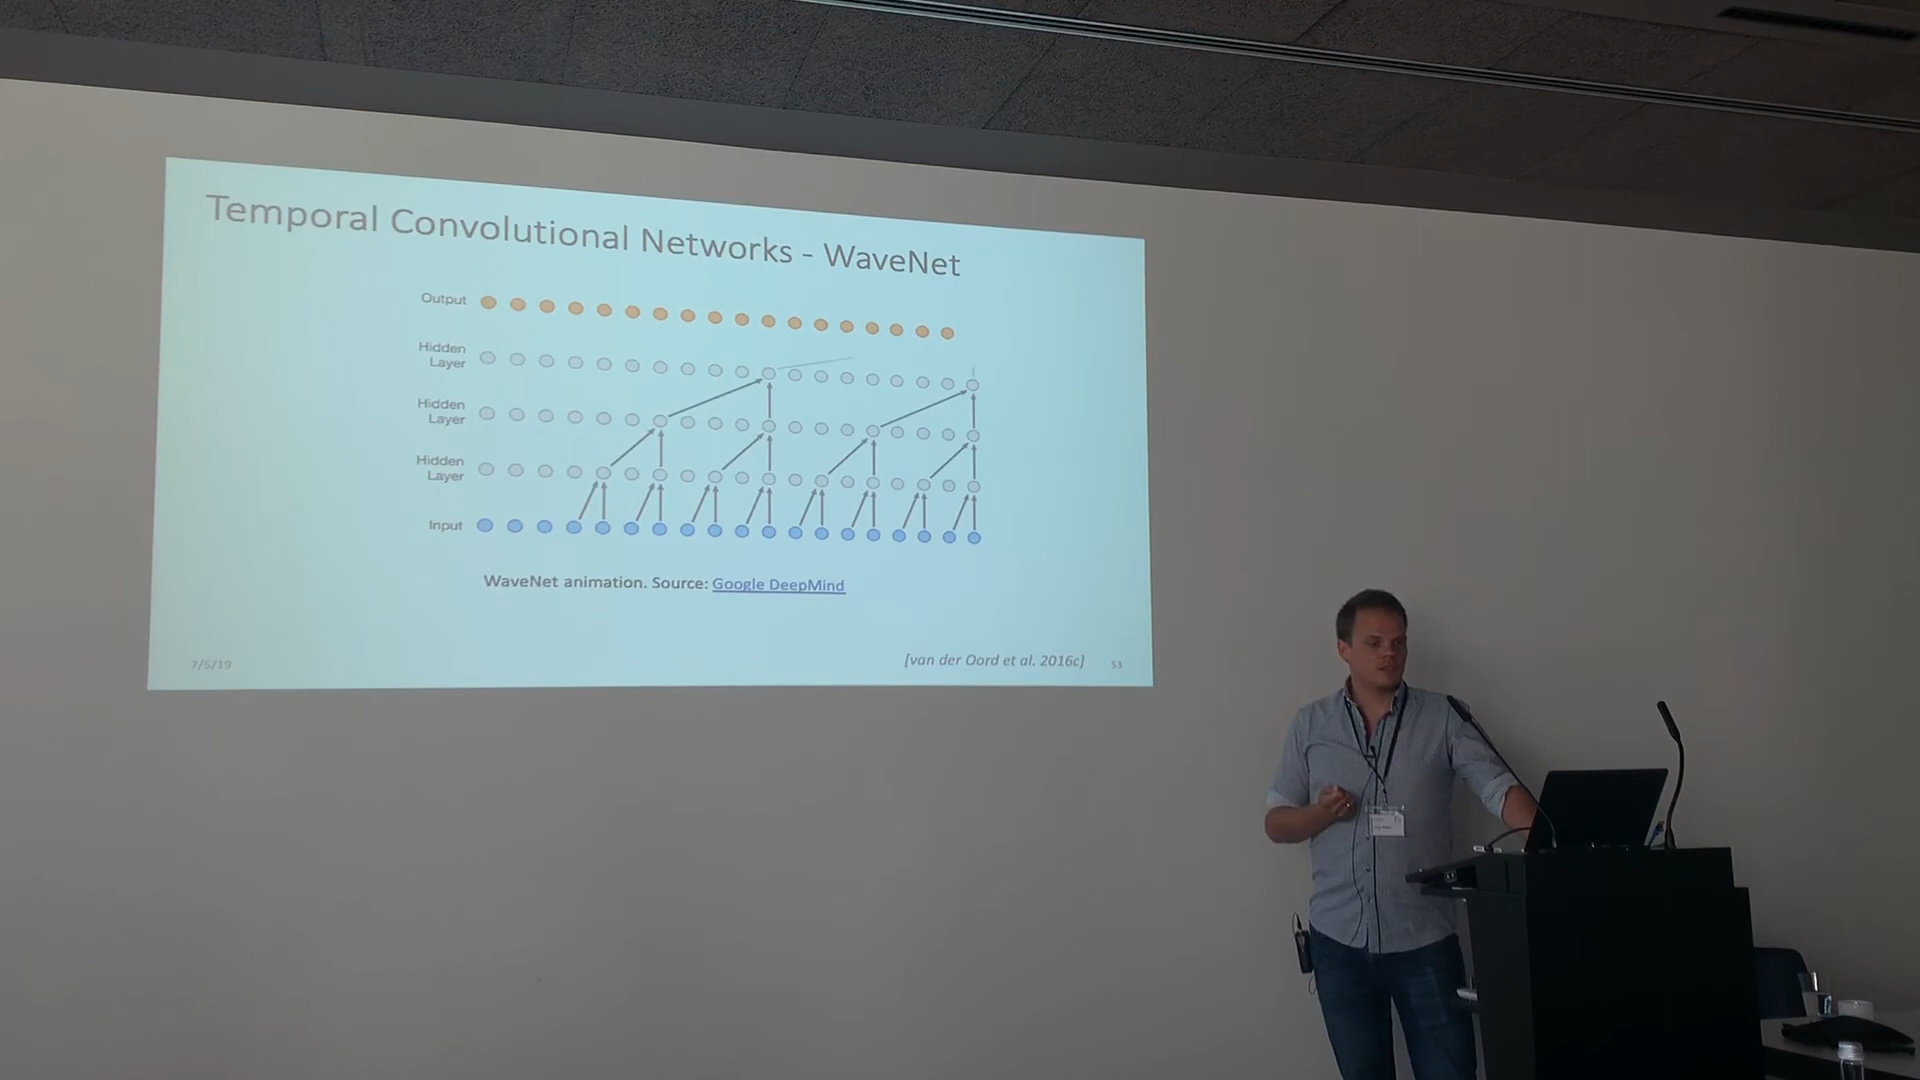 Temporal Convolutional Networks - WaveNet
Output
Hidden
Layer
Hidden
Layer
Hidden
Layer
Input
WaveNet animation. Source: Google DeepMind
7/5/19
[van der Oord et al. 2016c]
53